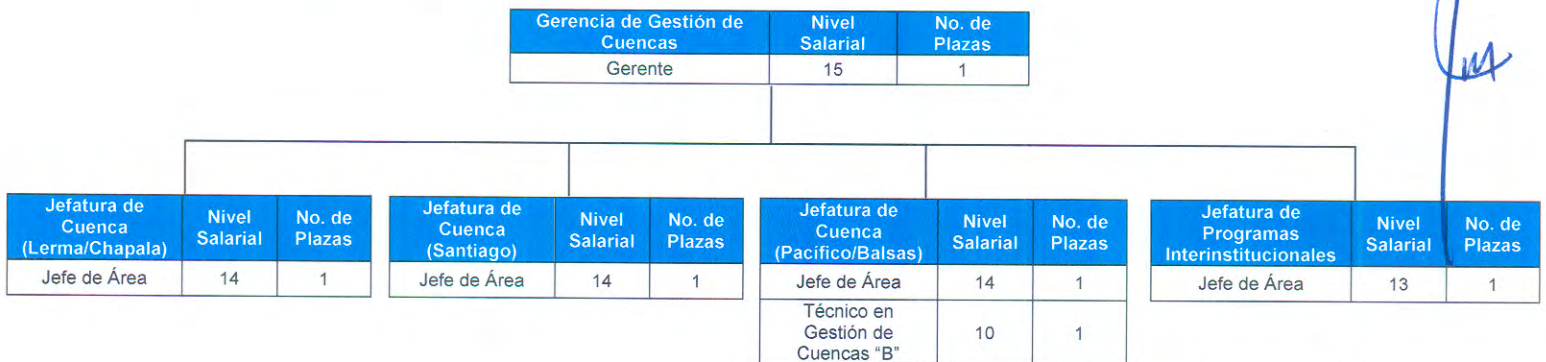 Gerencia de Gestión de
Cuencas
Nivel
Salarial
No. de
Plazas
Gerente
15
1
Jefatura de
Cuenca
(Lerma/Chapala)
Nivel
Salarial
No. de
Plazas
Jefe de Área
14
1
Jefatura de
Cuenca
(Santiago)
Nivel
Salarial
No. de
Plazas
Jefe de Área
14
1
Jefatura de
Cuenca
(Pacífico/Balsas)
Nivel
Salarial
No. de
Plazas
Jefe de Área
14
1
Técnico en
Gestión de
Cuencas "B"
10
1
Jefatura de
Programas
Interinstitucionales
Nivel
Salarial
No. de
Plazas
Jefe de Área
13
1